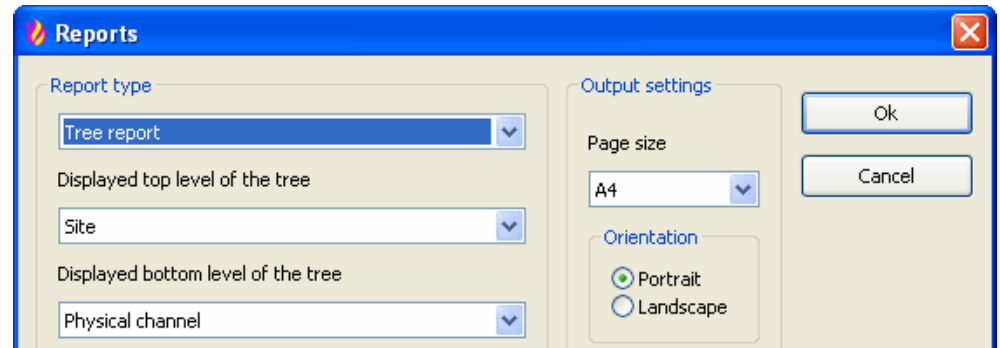 Reports
Report type
Tree report
Displayed top level of the tree
Site
Displayed bottom level of the tree
Physical channel
Output settings
Page size
A4
Orientation
Portrait
Landscape
Ok
Cancel